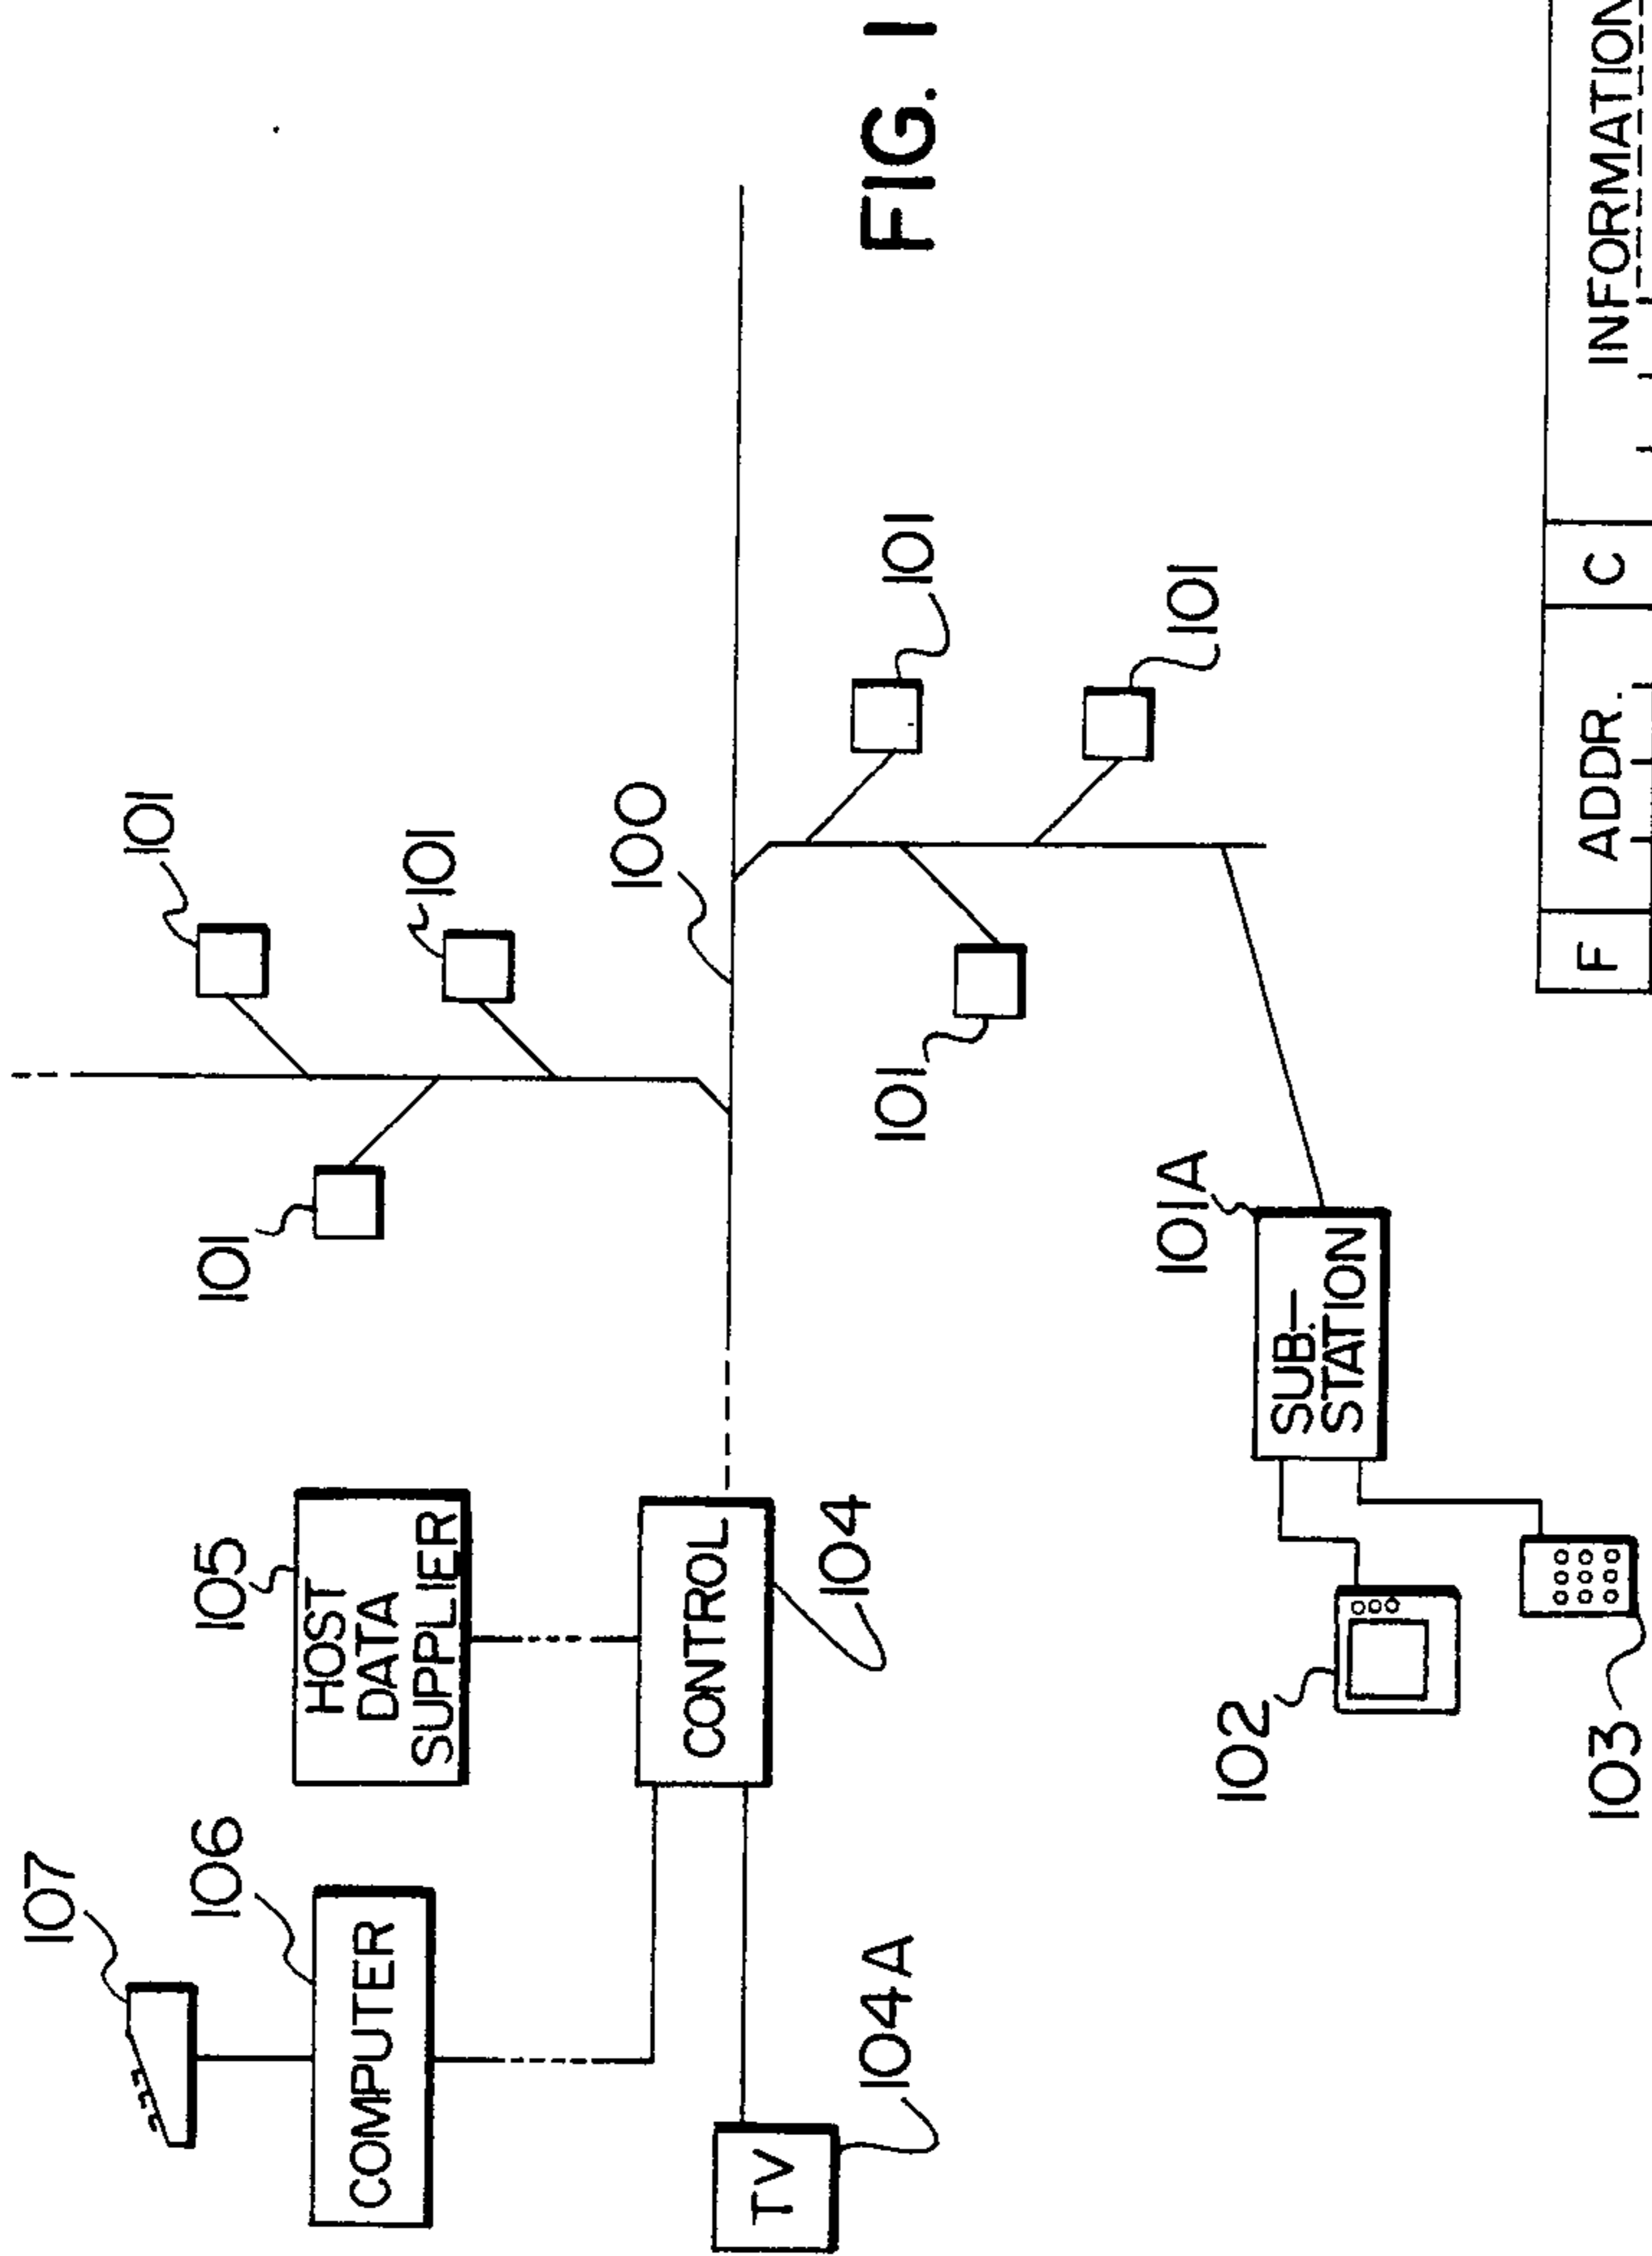 107
106
COMPUTER
105
HOST
DATA
SUPPLIER
101
101
101
TV
104A
CONTROL
104
100
101
101
101
FIG. 1
102
103
SUB.—
STATION
101A
F
ADDR.
C
INFORMATION